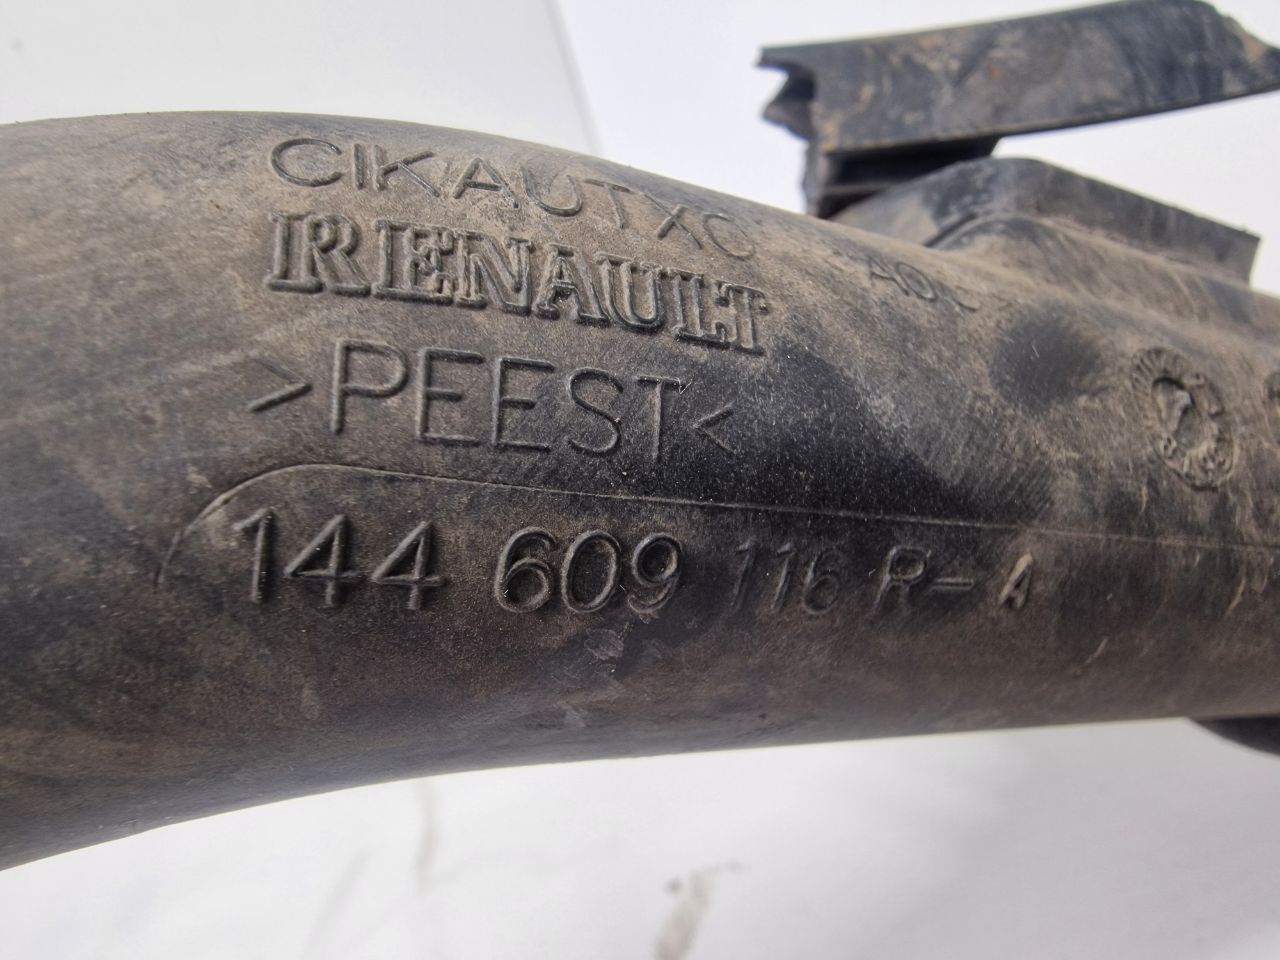 CIKAUTXO
RENAULT
>PEEST<
144 609 116 R-A